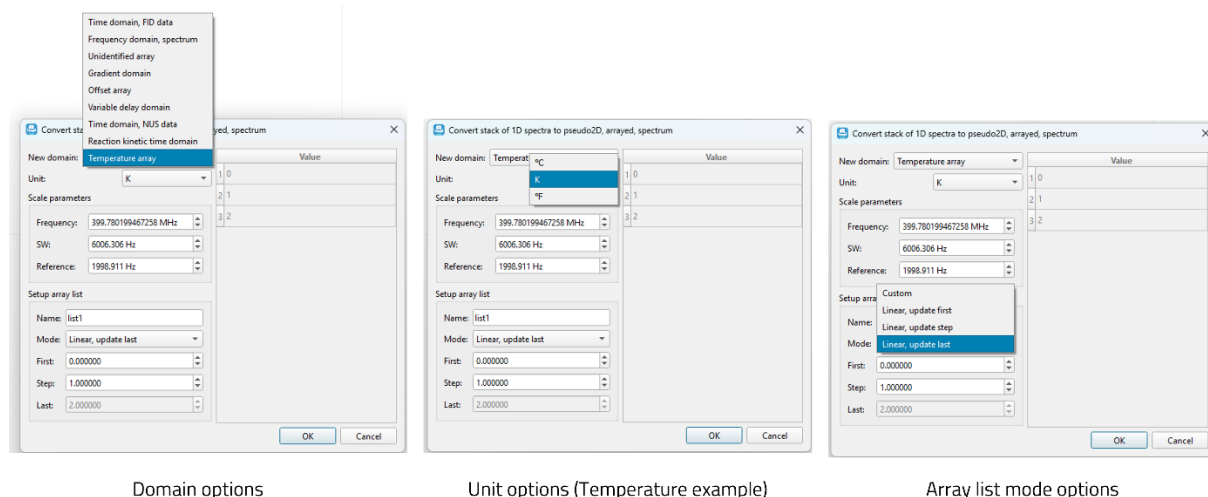 Time domain, FID data
Frequency domain, spectrum
Unidentified array
Gradient domain
Offset array
Variable delay domain
Time domain, NUS data
Reaction kinetic time domain
Temperature array
Convert sta
yed, spectrum
New domain:
Unit:
K
Scale parameters
Frequency:
399.780199467258 MHz
SW:
6006.306 Hz
Reference:
1998.911 Hz
Setup array list
Name:
list1
Mode:
Linear, update last
First:
0.000000
Step:
1.000000
Last:
2.000000
Value
1 0
2 1
3 2
OK
Cancel
Domain options
Convert stack of 1D spectra to pseudo2D, arrayed, spectrum
New domain:
Temperat
°C
K
°F
Unit:
Scale parameters
Frequency:
399.780199467258 MHz
SW:
6006.306 Hz
Reference:
1998.911 Hz
Setup array list
Name:
list1
Mode:
Linear, update last
First:
0.000000
Step:
1.000000
Last:
2.000000
Value
1 0
2 1
3 2
OK
Cancel
Unit options (Temperature example)
Convert stack of 1D spectra to pseudo2D, arrayed, spectrum
New domain:
Temperature array
Unit:
K
Scale parameters
Frequency:
399.780199467258 MHz
SW:
6006.306 Hz
Reference:
1998.911 Hz
Setup arra
Custom
Linear, update first
Linear, update step
Linear, update last
Name:
Mode:
First:
0.000000
Step:
1.000000
Last:
2.000000
Value
1 0
2 1
3 2
OK
Cancel
Array list mode options